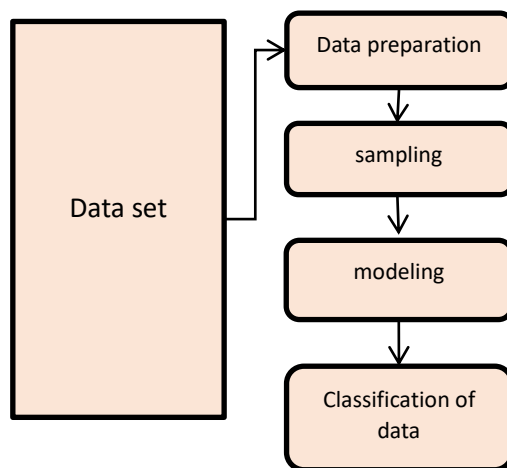 Data set
Data preparation
sampling
modeling
Classification of
data